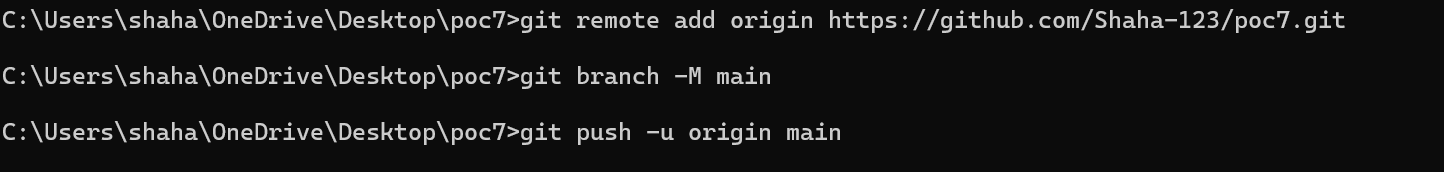 C:\Users\shaha\OneDrive\Desktop\poc7>git remote add origin https://github.com/Shaha-123/poc7.git
C:\Users\shaha\OneDrive\Desktop\poc7>git branch -M main
C:\Users\shaha\OneDrive\Desktop\poc7>git push -u origin main